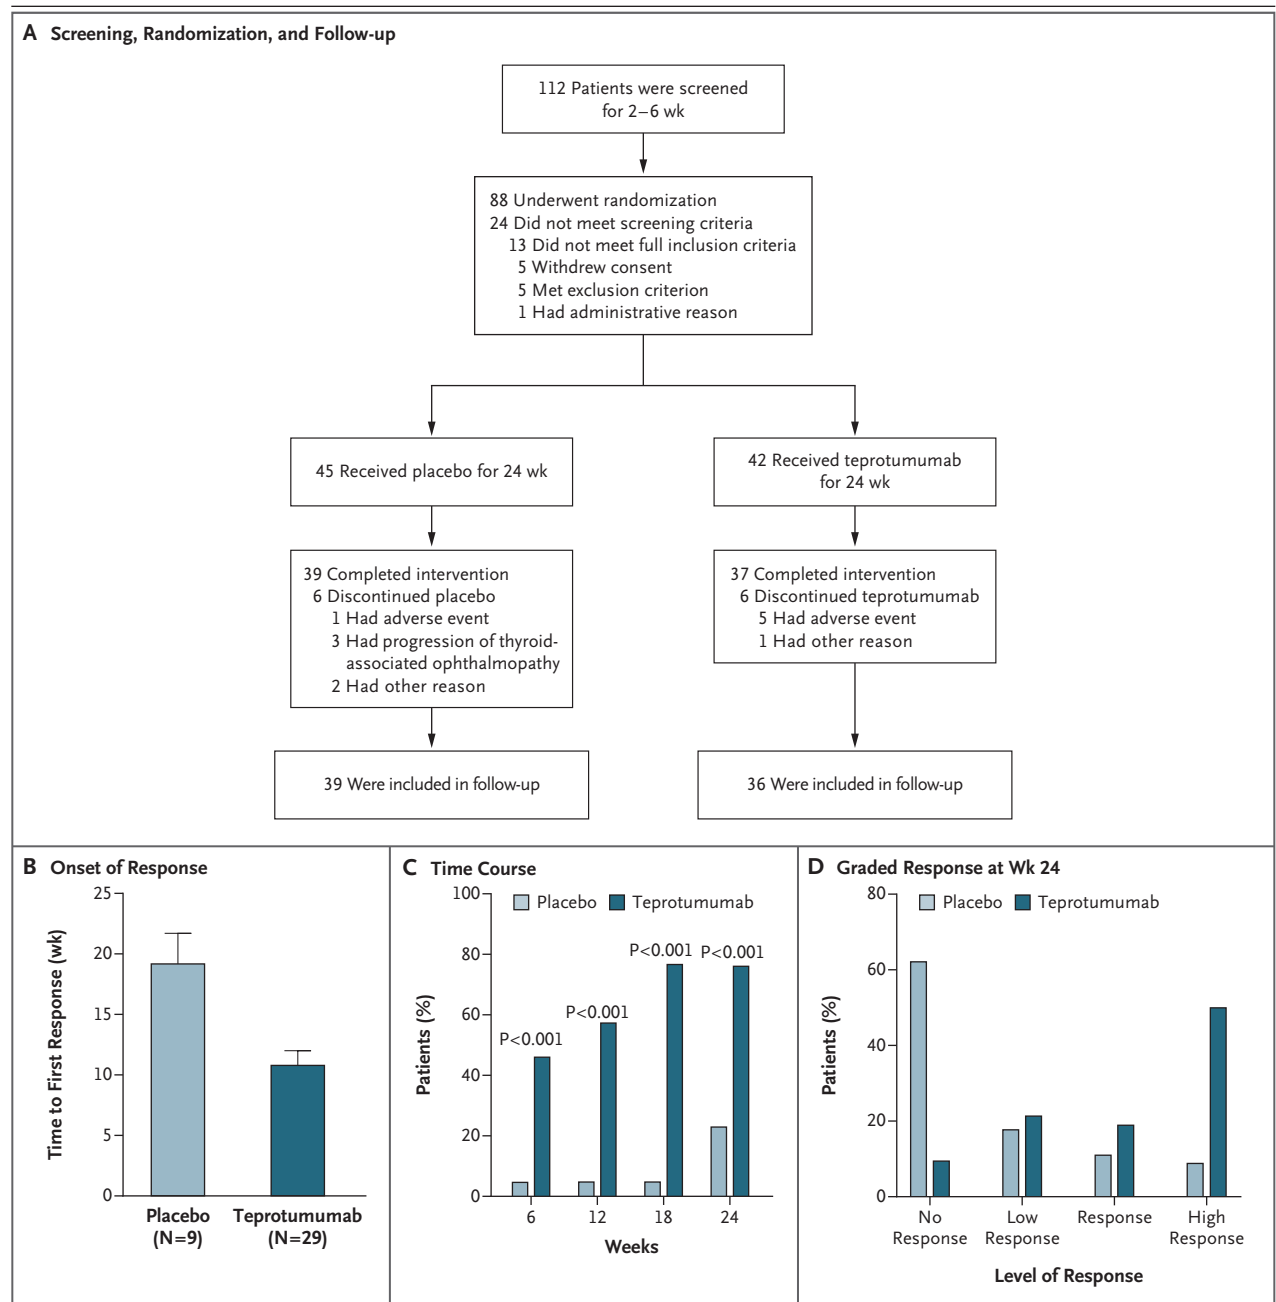 A Screening, Randomization, and Follow-up
112 Patients were screened
for 2–6 wk
88 Underwent randomization
24 Did not meet screening criteria
13 Did not meet full inclusion criteria
5 Withdrew consent
5 Met exclusion criterion
1 Had administrative reason
45 Received placebo for 24 wk
42 Received teprotumumab
for 24 wk
39 Completed intervention
6 Discontinued placebo
1 Had adverse event
3 Had progression of thyroid-
associated ophthalmopathy
2 Had other reason
37 Completed intervention
6 Discontinued teprotumumab
5 Had adverse event
1 Had other reason
39 Were included in follow-up
36 Were included in follow-up
B Onset of Response
Time to First Response (wk)
25
20
15
10
5
0
Placebo
(N=9)
Teprotumumab
(N=29)
C Time Course
Placebo
Teprotumumab
Patients (%)
100
80
60
40
20
0
P<0.001
P<0.001
P<0.001
P<0.001
6
12
18
24
Weeks
D Graded Response at Wk 24
Placebo
Teprotumumab
Patients (%)
80
60
40
20
0
No
Response
Low
Response
Response
High
Response
Level of Response